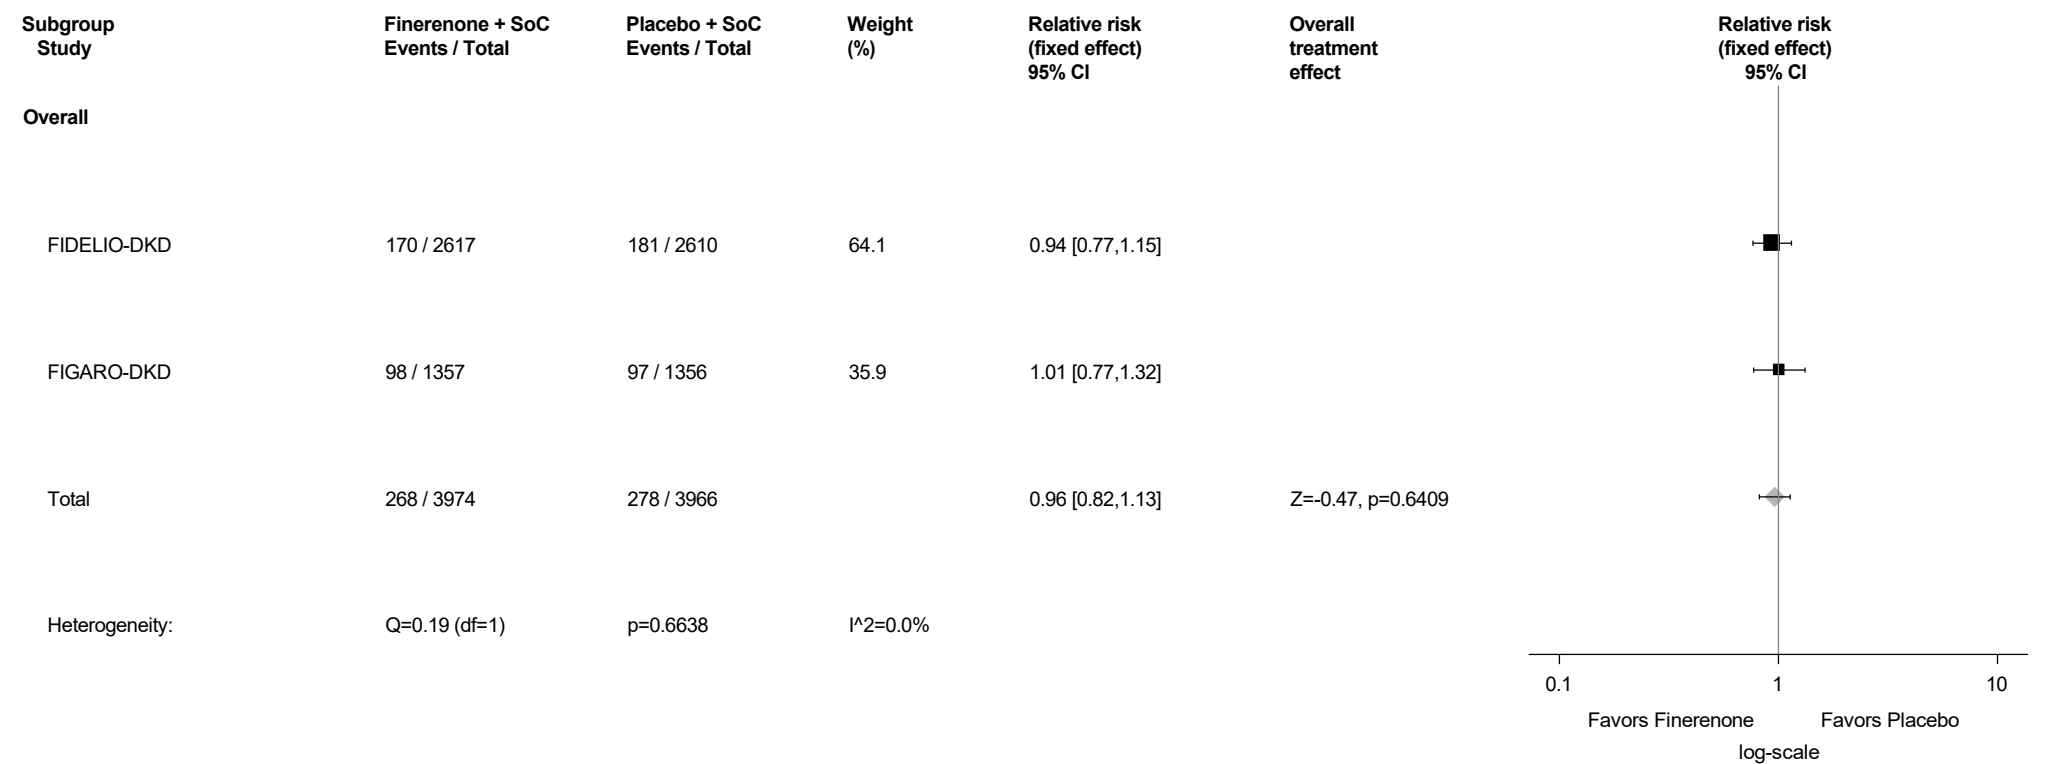 Subgroup Finerenone + SoC Placebo + SoC Weight Relative risk Overall Relative risk
Study Events / Total Events / Total (%) (fixed effect) treatment (fixed effect)
95% CI effect 95% CI
Overall
FIDELIO-DKD 170 / 2617 181 / 2610 64.1 0.94 [0.77,1.15]
FIGARO-DKD 98 / 1357 97 / 1356 35.9 1.01 [0.77,1.32]
Total 268 / 3974 278 / 3966 0.96 [0.82,1.13] Z=-0.47, p=0.6409
Heterogeneity: Q=0.19 (df=1) p=0.6638 I^2=0.0%
0.1 1 10
Favors Finerenone Favors Placebo
log-scale